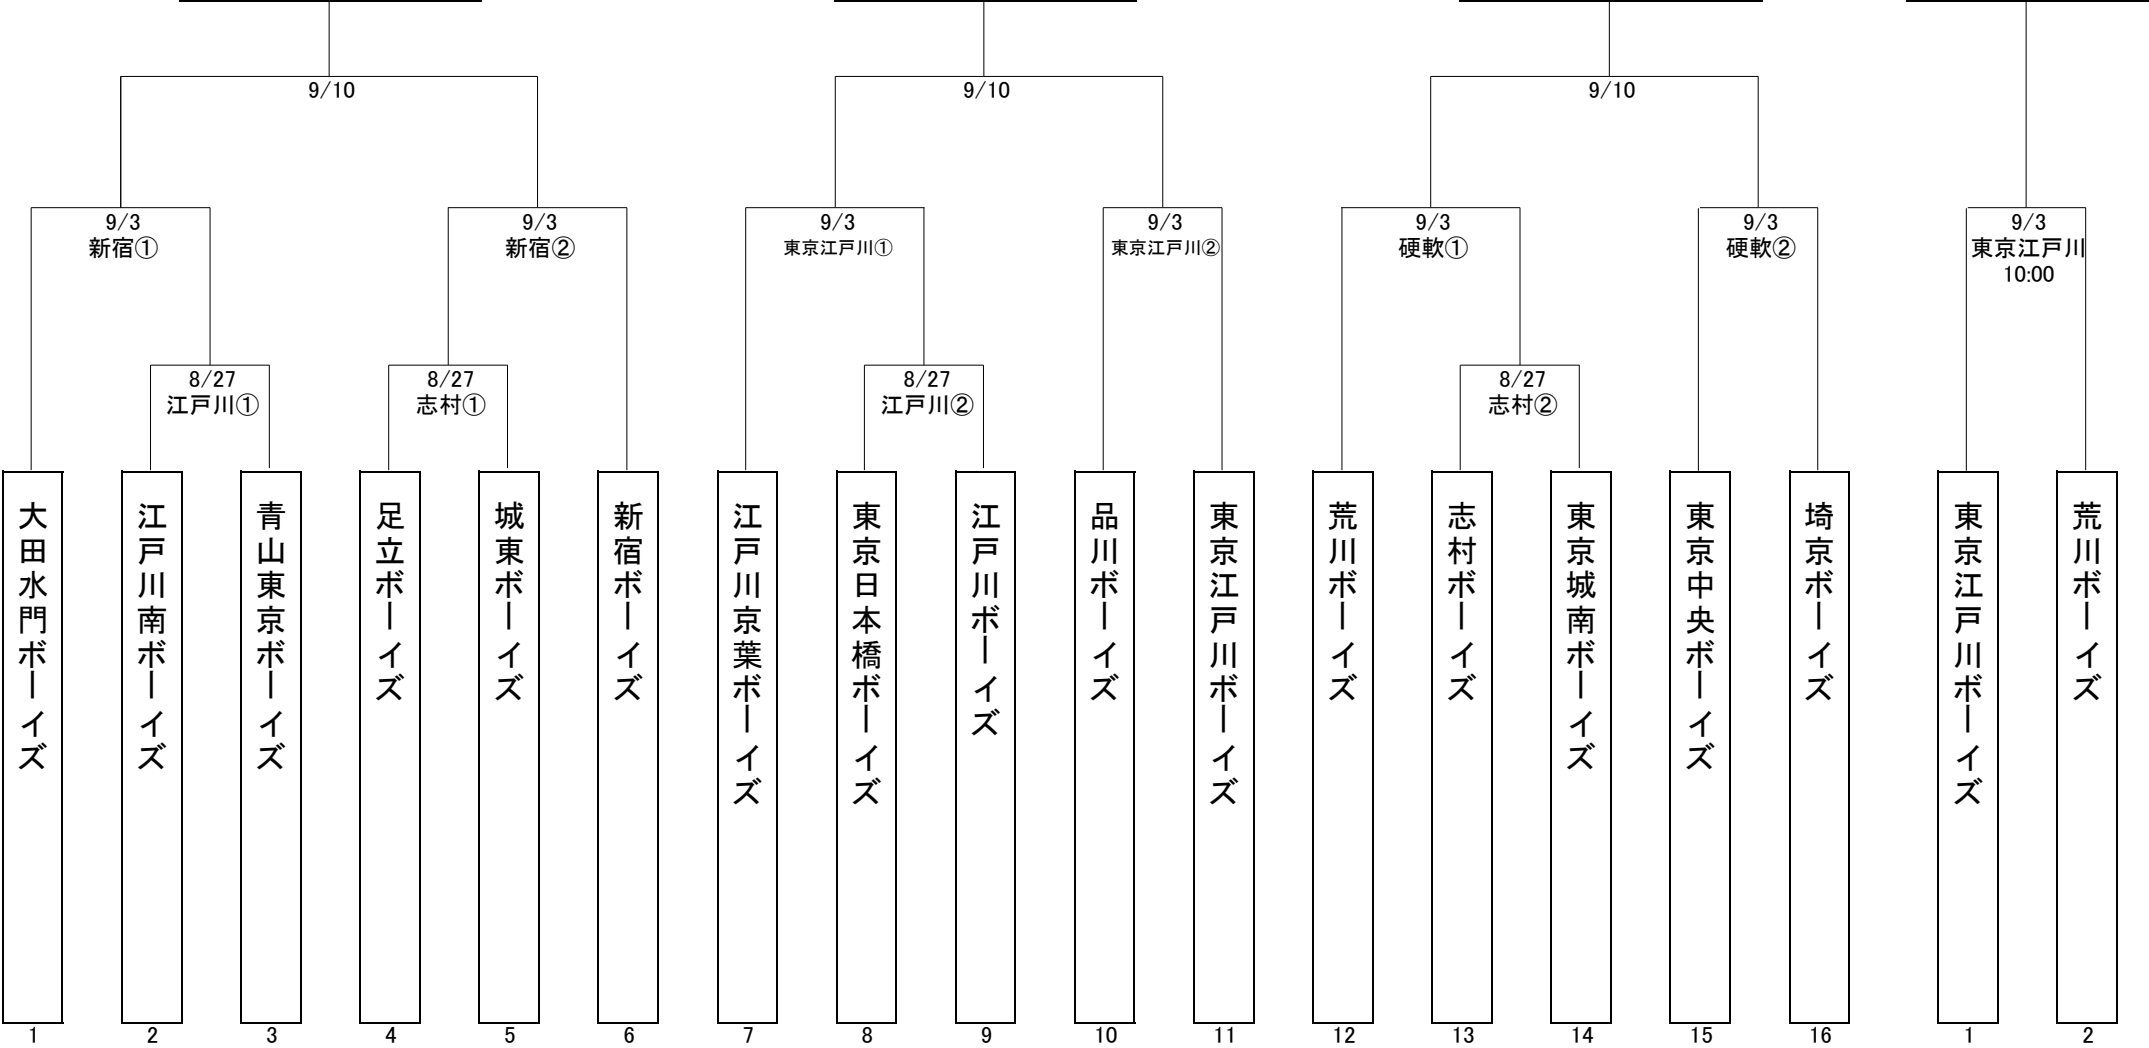 9/10
9/10
9/10
9/3
新宿①
9/3
新宿②
9/3
東京江戸川①
9/3
東京江戸川②
9/3
硬軟①
9/3
硬軟②
9/3
東京江戸川
10:00
8/27
江戸川①
8/27
志村①
8/27
江戸川②
8/27
志村②
大田水門ボーイズ
江戸川南ボーイズ
青山東京ボーイズ
足立ボーイズ
城東ボーイズ
新宿ボーイズ
江戸川京葉ボーイズ
東京日本橋ボーイズ
江戸川ボーイズ
品川ボーイズ
東京江戸川ボーイズ
荒川ボーイズ
志村ボーイズ
東京城南ボーイズ
東京中央ボーイズ
埼京ボーイズ
東京江戸川ボーイズ
荒川ボーイズ
1
2
3
4
5
6
7
8
9
10
11
12
13
14
15
16
1
2